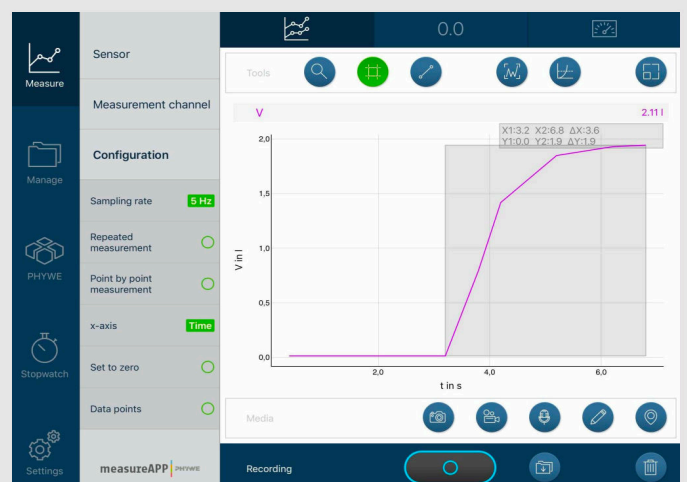 0.0
Measure
Manage
PHYWE
Stopwatch
Settings
Sensor
Measurement channel
Configuration
Sampling rate 5 Hz
Repeated
measurement
Point by point
measurement
x-axis Time
Set to zero
Data points
measureAPP PHYWE
Tools
V 2.11 l
X1:3.2 X2:6.8 ΔX:3.6
Y1:0.0 Y2:1.9 ΔY:1.9
V in l
2,0
1,5
1,0
0,5
0,0
2,0 4,0 6,0
t in s
Media
Recording